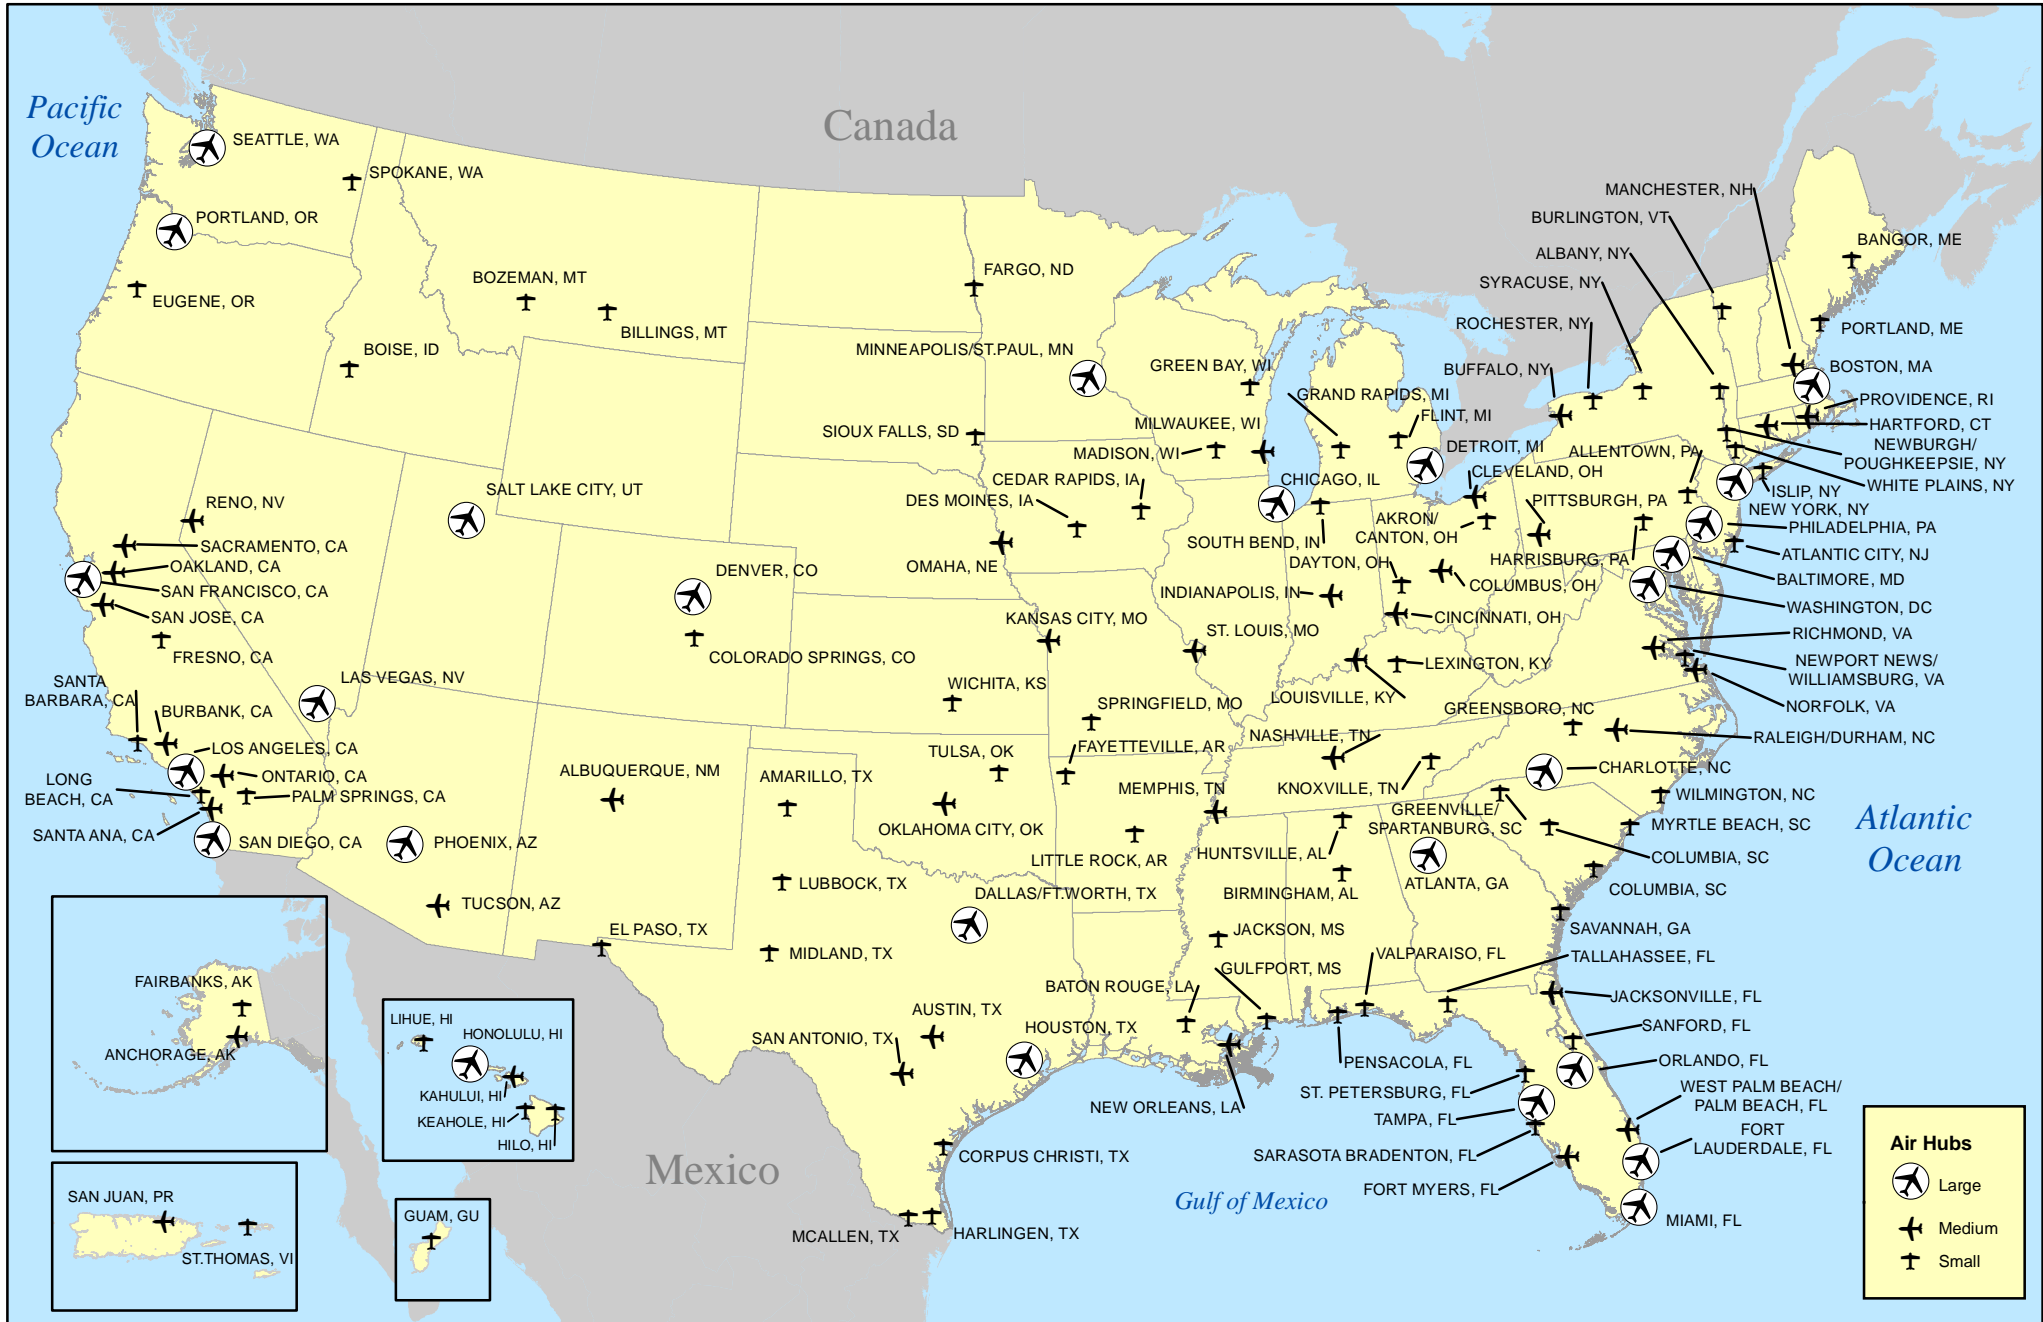 Pacific
Ocean
Canada
SEATTLE, WA
SPOKANE, WA
PORTLAND, OR
EUGENE, OR
BOZEMAN, MT
BILLINGS, MT
BOISE, ID
FARGO, ND
MINNEAPOLIS/ST.PAUL, MN
SIOUX FALLS, SD
GREEN BAY, WI
MILWAUKEE, WI
MADISON, WI
GRAND RAPIDS, MI
FLINT, MI
DETROIT, MI
CEDAR RAPIDS, IA
DES MOINES, IA
CHICAGO, IL
MANCHESTER, NH
BURLINGTON, VT
ALBANY, NY
SYRACUSE, NY
ROCHESTER, NY
BUFFALO, NY
BANGOR, ME
PORTLAND, ME
BOSTON, MA
PROVIDENCE, RI
HARTFORD, CT
NEWBURGH/
POUGHKEEPSIE, NY
WHITE PLAINS, NY
ISLIP, NY
NEW YORK, NY
PHILADELPHIA, PA
ATLANTIC CITY, NJ
BALTIMORE, MD
WASHINGTON, DC
RICHMOND, VA
NEWPORT NEWS/
WILLIAMSBURG, VA
NORFOLK, VA
RALEIGH/DURHAM, NC
ALLENTOWN, PA
CLEVELAND, OH
PITTSBURGH, PA
HARRISBURG, PA
AKRON/
CANTON, OH
SOUTH BEND, IN
DAYTON, OH
COLUMBUS, OH
INDIANAPOLIS, IN
CINCINNATI, OH
LEXINGTON, KY
LOUISVILLE, KY
RENO, NV
SACRAMENTO, CA
OAKLAND, CA
SAN FRANCISCO, CA
SAN JOSE, CA
FRESNO, CA
SALT LAKE CITY, UT
DENVER, CO
COLORADO SPRINGS, CO
OMAHA, NE
KANSAS CITY, MO
ST. LOUIS, MO
LAS VEGAS, NV
SANTA
BARBARA, CA
BURBANK, CA
LOS ANGELES, CA
ONTARIO, CA
LONG
BEACH, CA
PALM SPRINGS, CA
SANTA ANA, CA
SAN DIEGO, CA
PHOENIX, AZ
TUCSON, AZ
ALBUQUERQUE, NM
WICHITA, KS
SPRINGFIELD, MO
TULSA, OK
FAYETTEVILLE, AR
AMARILLO, TX
OKLAHOMA CITY, OK
MEMPHIS, TN
LITTLE ROCK, AR
NASHVILLE, TN
KNOXVILLE, TN
GREENSBORO, NC
CHARLOTTE, NC
WILMINGTON, NC
GREENVILLE/
SPARTANBURG, SC
MYRTLE BEACH, SC
COLUMBIA, SC
COLUMBIA, SC
HUNTSVILLE, AL
BIRMINGHAM, AL
ATLANTA, GA
SAVANNAH, GA
Atlantic
Ocean
LUBBOCK, TX
DALLAS/FT.WORTH, TX
EL PASO, TX
MIDLAND, TX
JACKSON, MS
GULFPORT, MS
BATON ROUGE, LA
AUSTIN, TX
SAN ANTONIO, TX
HOUSTON, TX
NEW ORLEANS, LA
CORPUS CHRISTI, TX
MCALLEN, TX
HARLINGEN, TX
VALPARAISO, FL
TALLAHASSEE, FL
JACKSONVILLE, FL
SANFORD, FL
ORLANDO, FL
PENSACOLA, FL
ST. PETERSBURG, FL
TAMPA, FL
WEST PALM BEACH/
PALM BEACH, FL
FORT
LAUDERDALE, FL
SARASOTA BRADENTON, FL
FORT MYERS, FL
MIAMI, FL
Mexico
Gulf of Mexico
FAIRBANKS, AK
ANCHORAGE, AK
LIHUE, HI
HONOLULU, HI
KAHULUI, HI
KEAHOLE, HI
HILO, HI
SAN JUAN, PR
ST.THOMAS, VI
GUAM, GU
Air Hubs
Large
Medium
Small